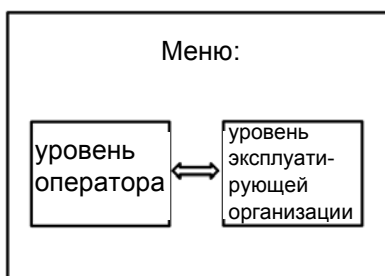 Меню:
уровень
оператора
уровень
эксплуати-
рующей
организации